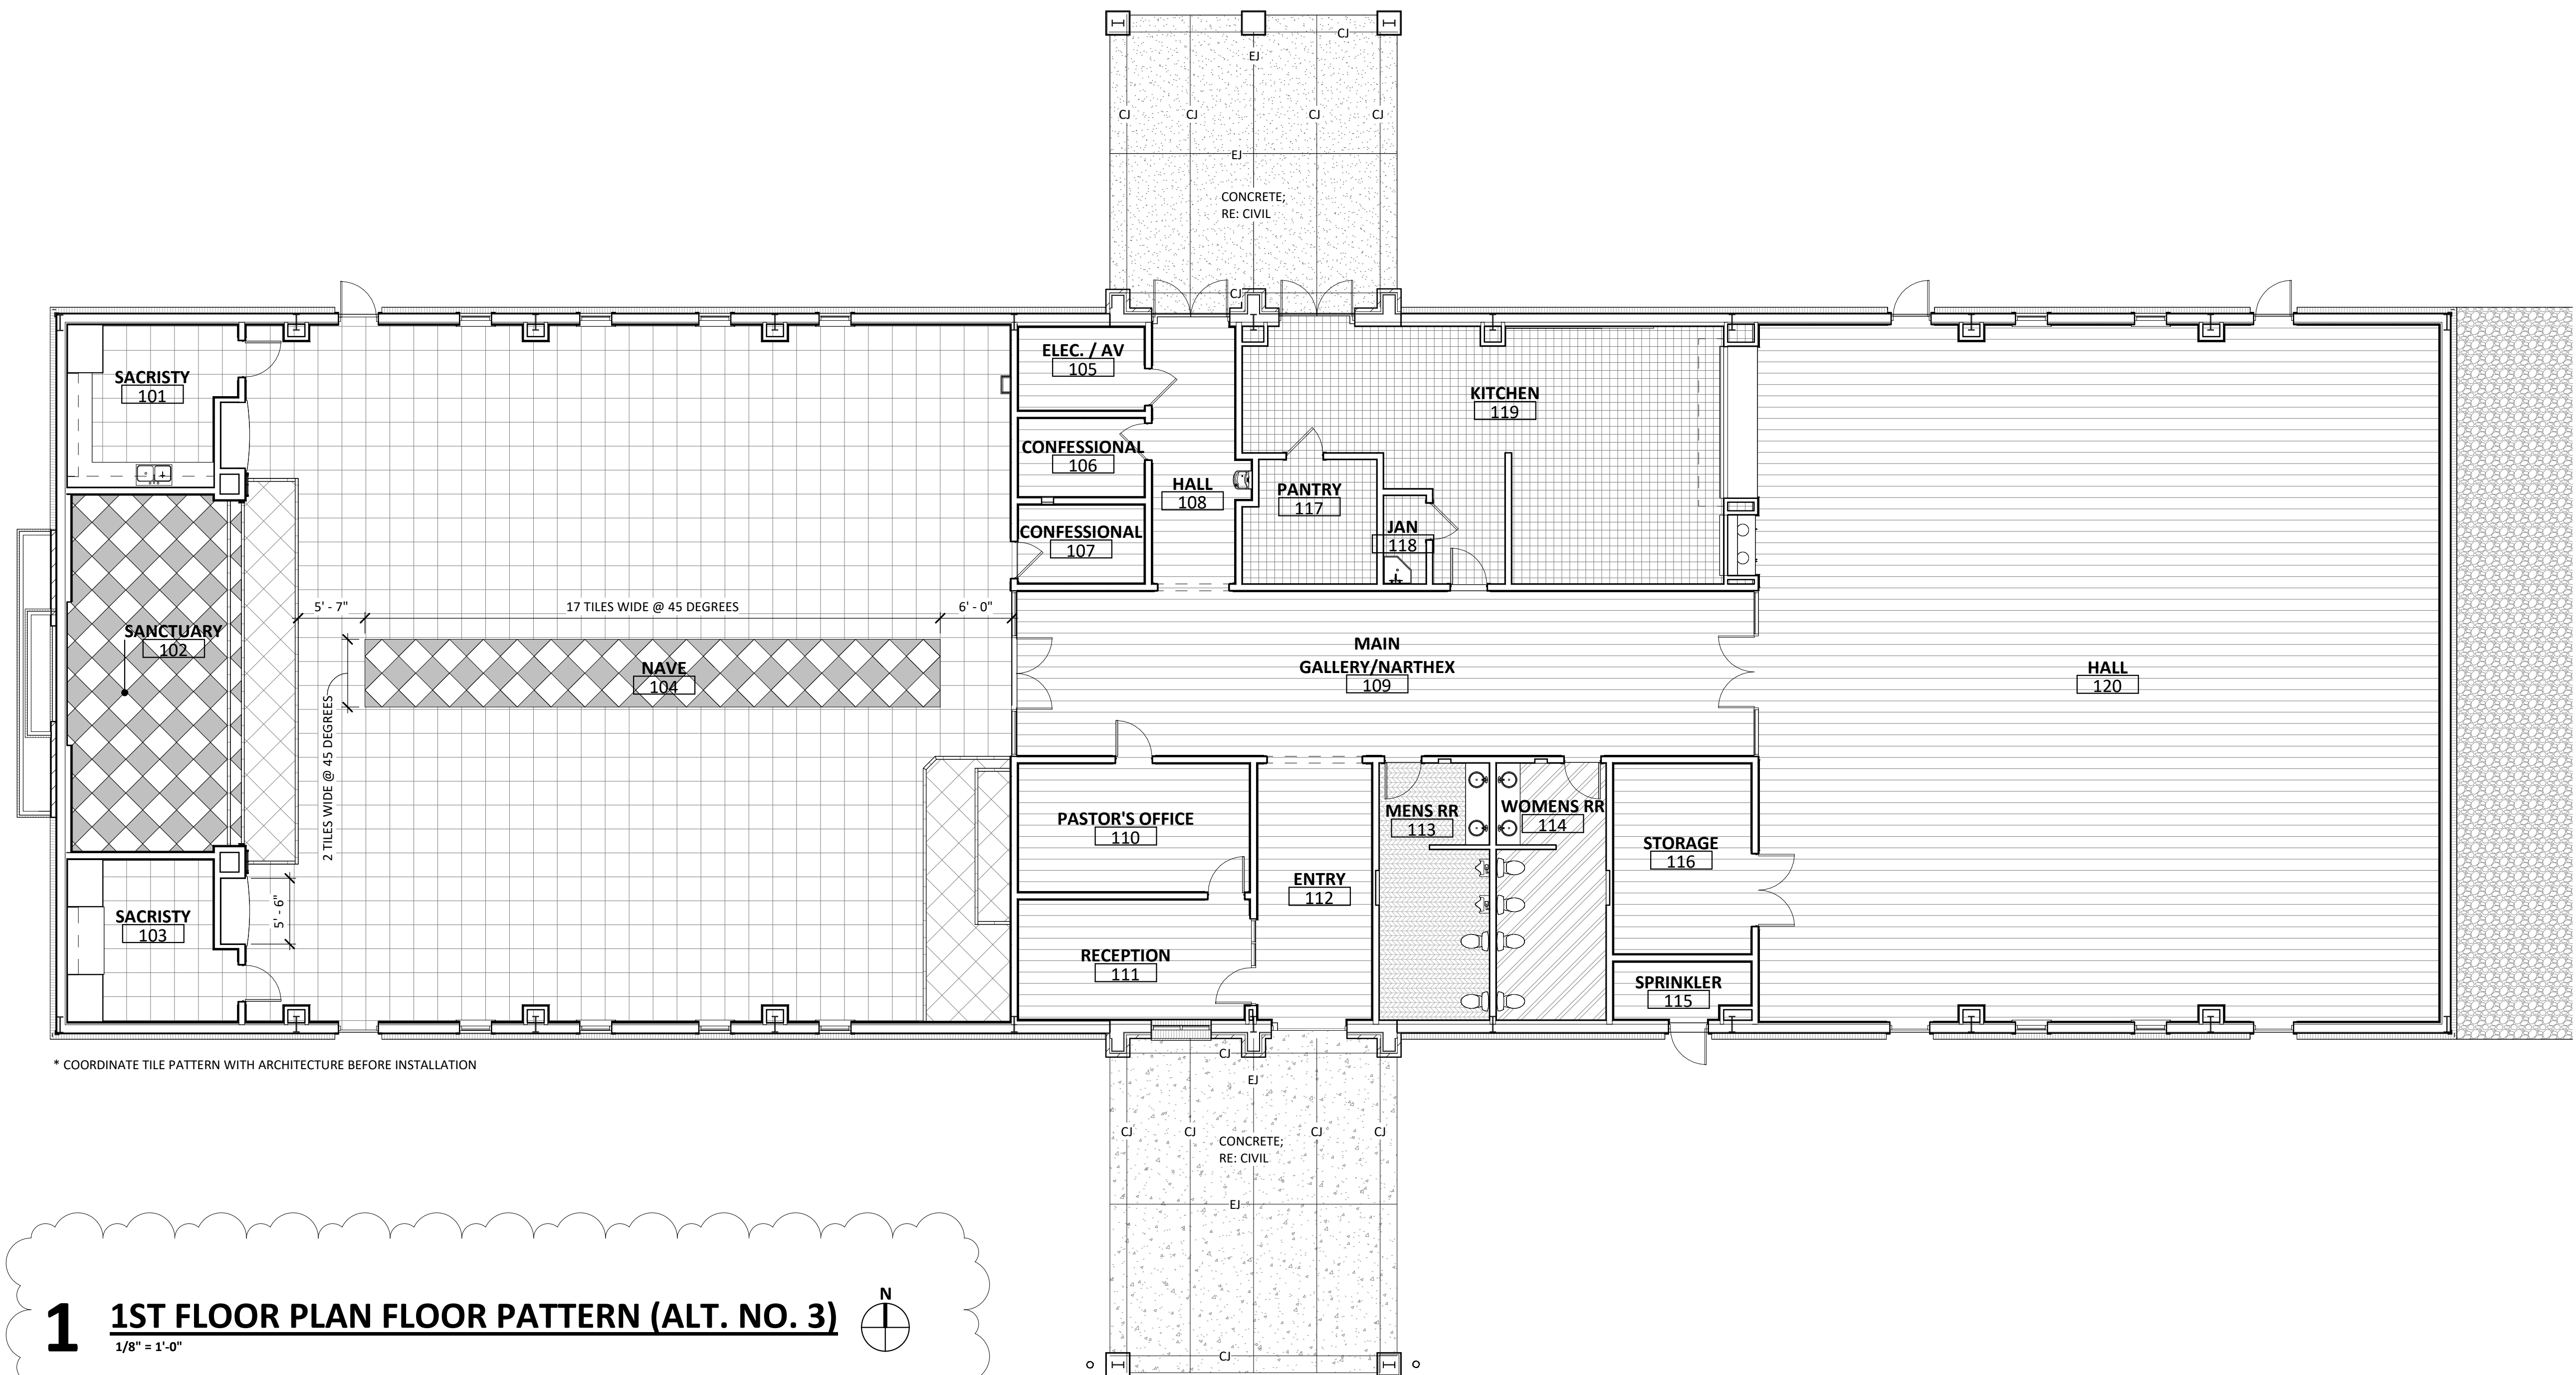 CJ
EJ
CJ
CJ
CJ
CJ
EJ
CONCRETE;
RE: CIVIL
CJ
ELEC. / AV
105
SACRISTY
101
KITCHEN
119
CONFESSIONAL
106
HALL
108
PANTRY
117
JAN
118
CONFESSIONAL
107
5' - 7"
17 TILES WIDE @ 45 DEGREES
6' - 0"
SANCTUARY
102
NAVE
104
MAIN
GALLERY/NARTHEX
109
HALL
120
2 TILES WIDE @ 45 DEGREES
PASTOR'S OFFICE
110
MENS RR
113
WOMENS RR
114
STORAGE
116
ENTRY
112
5' - 6"
SACRISTY
103
RECEPTION
111
SPRINKLER
115
* COORDINATE TILE PATTERN WITH ARCHITECTURE BEFORE INSTALLATION
CJ
EJ
CJ
CJ
CJ
CJ
CONCRETE;
RE: CIVIL
EJ
CJ
1
1ST FLOOR PLAN FLOOR PATTERN (ALT. NO. 3)
1/8" = 1'-0"
N